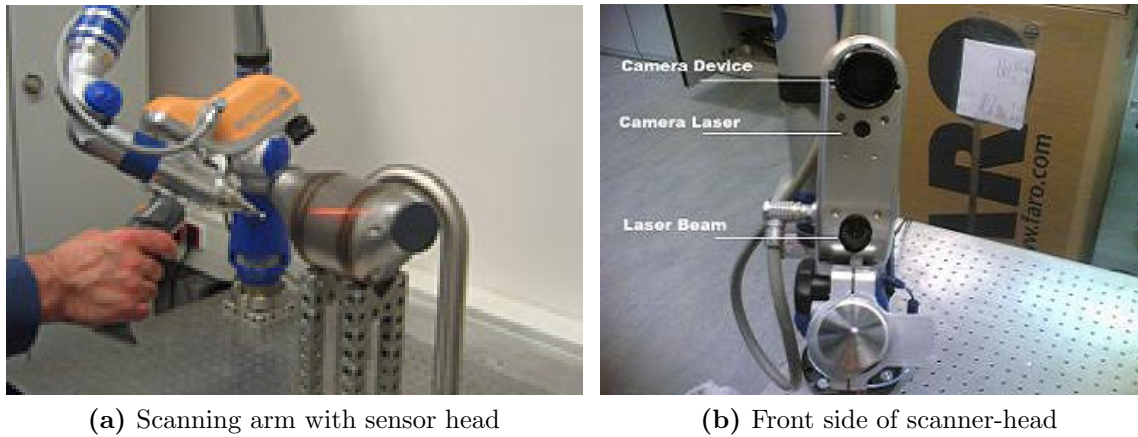 Camera Device
Camera Laser
Laser Beam
ARO
®
www.faro.com
(a) Scanning arm with sensor head
(b) Front side of scanner-head